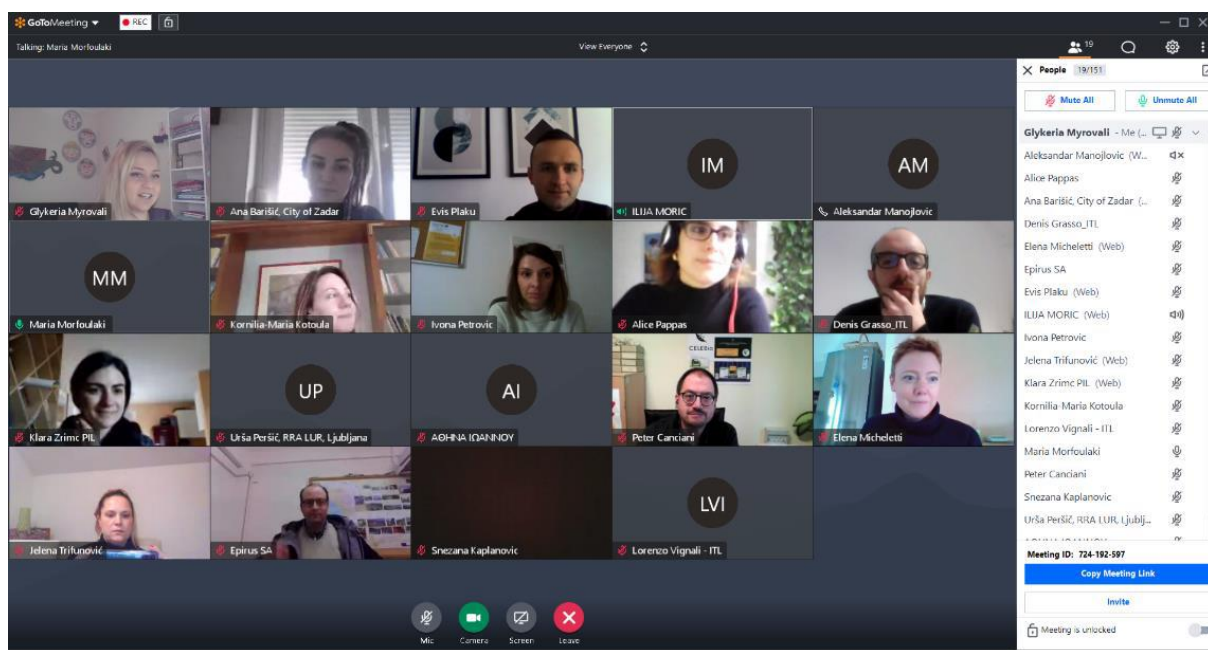 GoToMeeting
REC
Talking: Maria Morfoulaki
View Everyone
19
People 19/151
Mute All
Unmute All
IM
AM
Glykeria Myrovali
Ana Barišić, City of Zadar
Evis Plaku
ILIJA MORIC
Aleksandar Manojlovic
MM
Maria Morfoulaki
Kornilia-Maria Kotoula
Ivona Petrovic
Alice Pappas
Denis Grasso_ITL
UP
AI
Klara Zrimc PIL
Urša Peršič, RRA LUR, Ljubljana
ΑΘΗΝΑ ΙΩΑΝΝΟΥ
Peter Canciani
Elena Micheletti
LVI
Jelena Trifunović
Epirus SA
Snezana Kaplanovic
Lorenzo Vignali - ITL
Mic
Camera
Screen
Leave
Glykeria Myrovali - Me (...
Aleksandar Manojlovic (W...
Alice Pappas
Ana Barišić, City of Zadar (...
Denis Grasso_ITL
Elena Micheletti (Web)
Epirus SA
Evis Plaku (Web)
ILIJA MORIC (Web)
Ivona Petrovic
Jelena Trifunović (Web)
Klara Zrimc PIL (Web)
Kornilia-Maria Kotoula
Lorenzo Vignali - ITL
Maria Morfoulaki
Peter Canciani
Snezana Kaplanovic
Urša Peršič, RRA LUR, Ljublj...
Meeting ID: 724-192-597
Copy Meeting Link
Invite
Meeting is unlocked